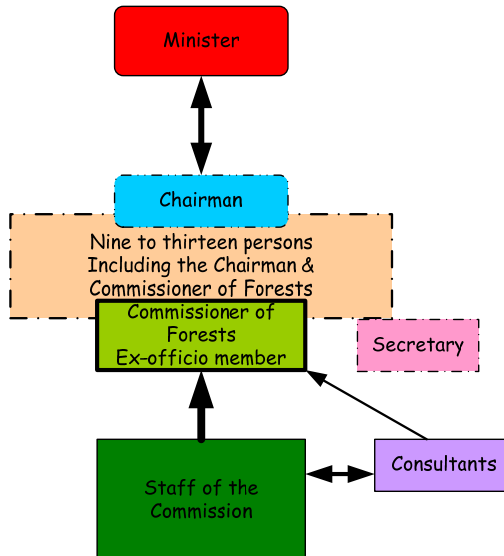 Minister
Chairman
Nine to thirteen persons
Including the Chairman &
Commissioner of Forests
Commissioner of
Forests
Ex-officio member
Secretary
Staff of the
Commission
Consultants